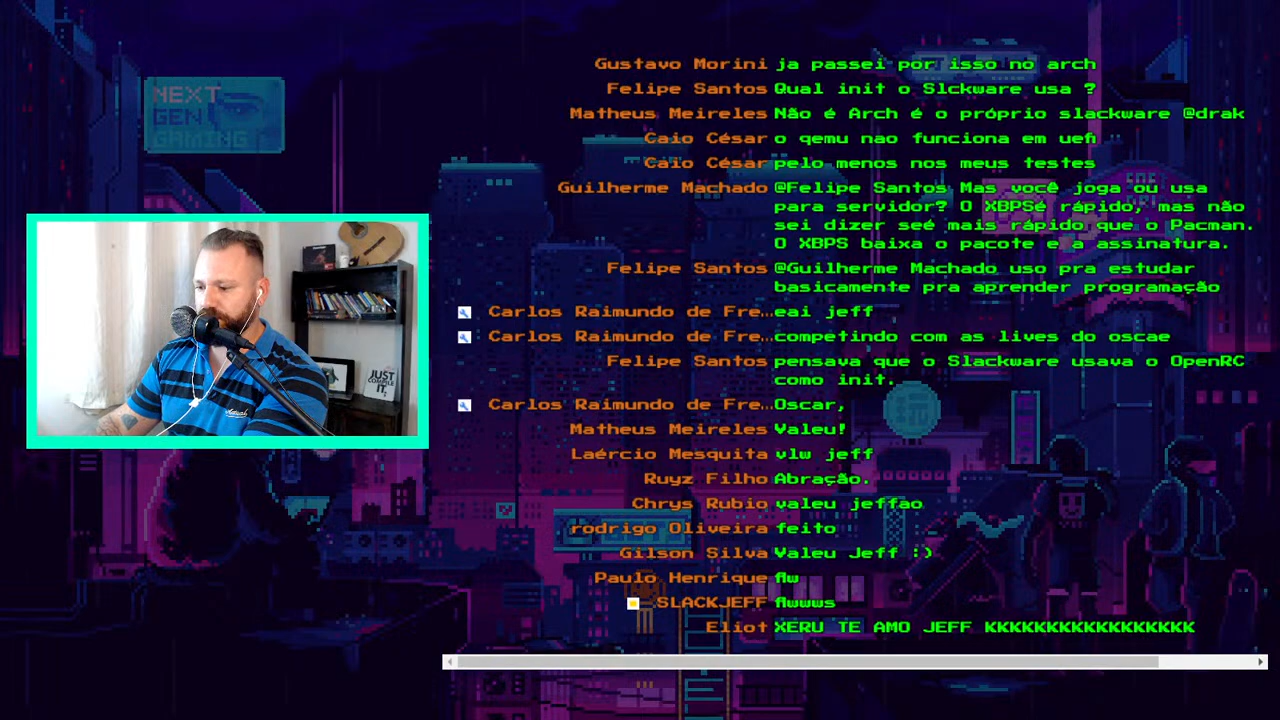 NEXT
GEN
GAMING
JUST
COMPILE
IT,
Gustavo Morini ja passei por isso no arch
Felipe Santos Qual init o Slckware usa ?
Matheus Meireles Não é Arch é o próprio slackware @drak
Caio César o qemu nao funciona em uefi
Caio César pelo menos nos meus testes
Guilherme Machado @Felipe Santos Mas você joga ou usa
para servidor? O XBPSé rápido, mas não
sei dizer seé mais rápido que o Pacman.
O XBPS baixa o pacote e a assinatura.
Felipe Santos @Guilherme Machado uso pra estudar
basicamente pra aprender programação
Carlos Raimundo de Fre... eai jeff
Carlos Raimundo de Fre... competindo com as lives do oscae
Felipe Santos pensava que o Slackware usava o OpenRC
como init.
Carlos Raimundo de Fre... Oscar,
Matheus Meireles Valeu!
Laércio Mesquita vlw jeff
Ruyz Filho Abração.
Chrys Rubio valeu jeffao
rodrigo Oliveira feito
Gilson Silva Valeu Jeff :)
Paulo Henrique flw
SLACKJEFF flwwws
Eliot XERU TE AMO JEFF KKKKKKKKKKKKKKKKK